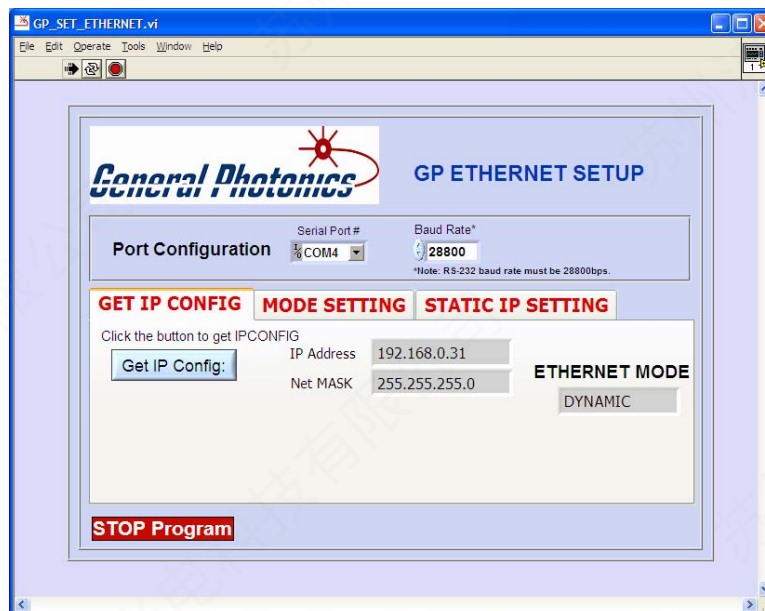 GP_SET_ETHERNET.vi
File Edit Operate Tools Window Help
General Photonics
GP ETHERNET SETUP
Port Configuration
Serial Port #
COM4
Baud Rate*
28800
*Note: RS-232 baud rate must be 28800bps.
GET IP CONFIG
MODE SETTING
STATIC IP SETTING
Click the button to get IPCONFIG
Get IP Config:
IP Address 192.168.0.31
Net MASK 255.255.255.0
ETHERNET MODE
DYNAMIC
STOP Program